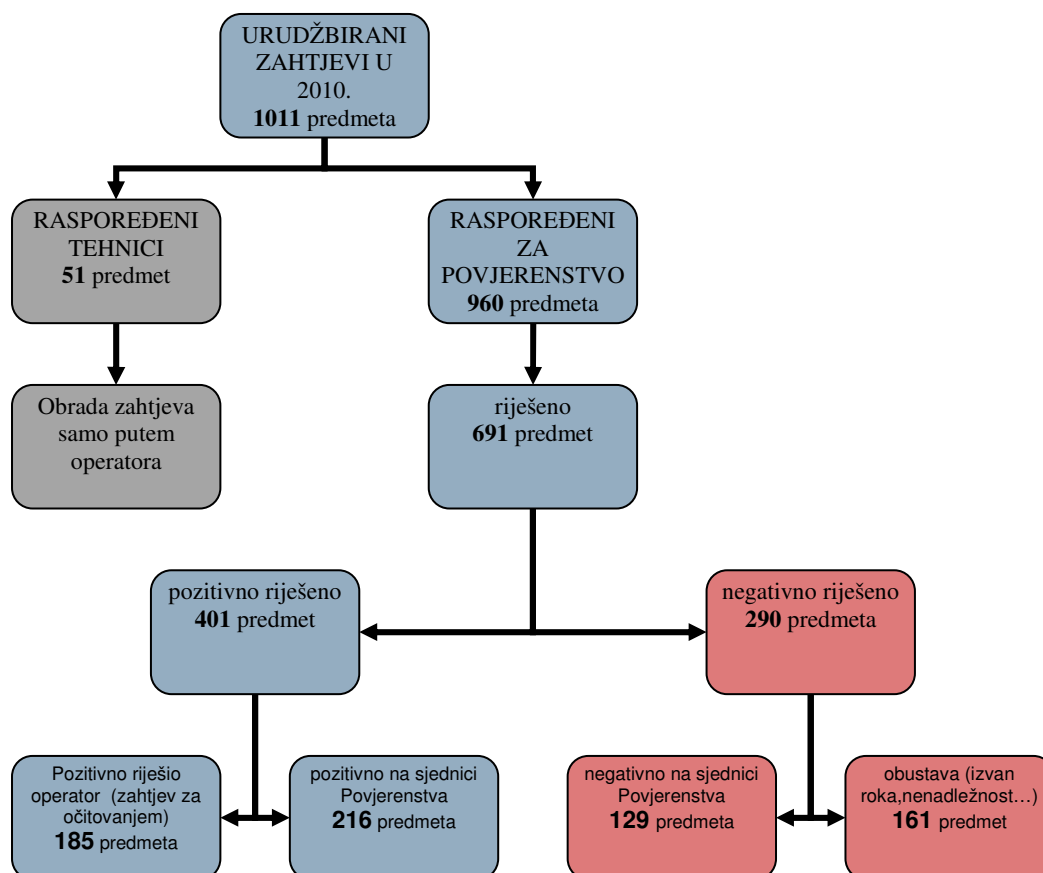 URUDŽBIRANI
ZAHTJEVI U
2010.
1011 predmeta
RASPOREĐENI
TEHNICI
51 predmet
RASPOREĐENI
ZA
POVJERENSTVO
960 predmeta
Obrada zahtjeva
samo putem
operatora
riješeno
691 predmet
pozitivno riješeno
401 predmet
negativno riješeno
290 predmeta
Pozitivno riješio
operator (zahtjev za
očitovanjem)
185 predmeta
pozitivno na sjednici
Povjerenstva
216 predmeta
negativno na sjednici
Povjerenstva
129 predmeta
obustava (izvan
roka,nenadležnost...)
161 predmet